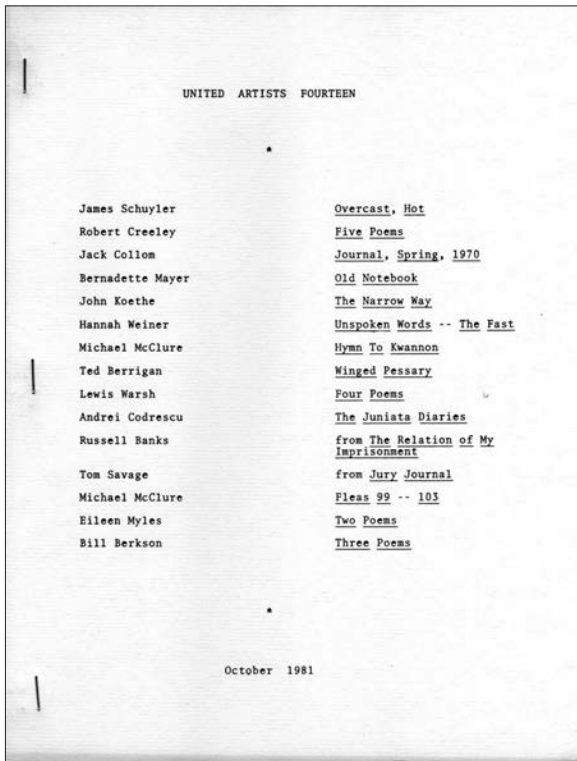 UNITED ARTISTS FOURTEEN
*
James Schuyler Overcast, Hot
Robert Creeley Five Poems
Jack Collom Journal, Spring, 1970
Bernadette Mayer Old Notebook
John Koethe The Narrow Way
Hannah Weiner Unspoken Words -- The Fast
Michael McClure Hymn To Kwannon
Ted Berrigan Winged Pessary
Lewis Warsh Four Poems
Andrei Codrescu The Juniata Diaries
Russell Banks from The Relation of My
Imprisonment
Tom Savage from Jury Journal
Michael McClure Fleas 99 -- 103
Eileen Myles Two Poems
Bill Berkson Three Poems
*
October 1981